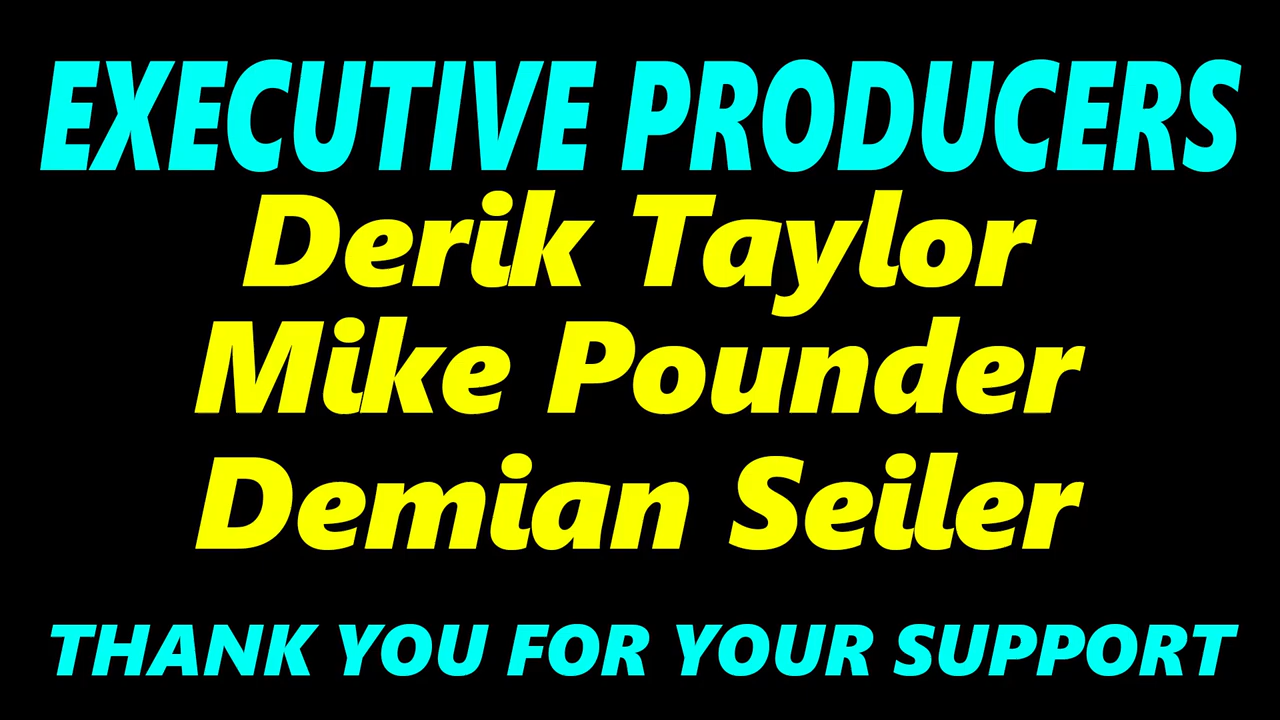 EXECUTIVE PRODUCERS
Derik Taylor
Mike Pounder
Demian Seiler
THANK YOU FOR YOUR SUPPORT